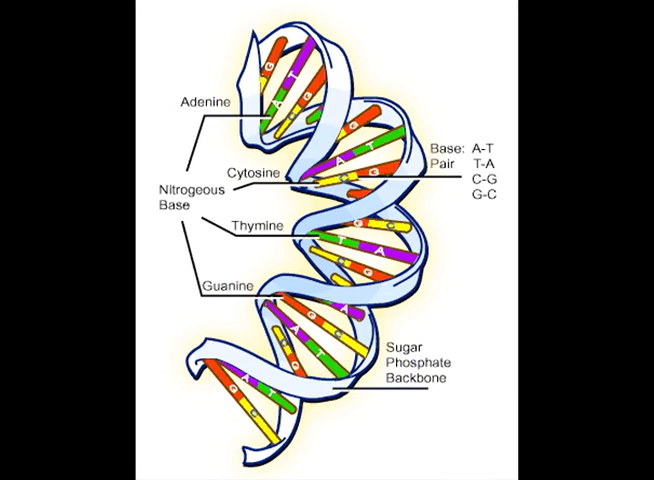 Adenine
Cytosine
Nitrogeous
Base
Thymine
Guanine
Base: A-T
Pair T-A
C-G
G-C
Sugar
Phosphate
Backbone
G
T
A
G
C
G
T
A
G
C
G
C
T
A
C
G
A
G
A
C
T
C
G
A
T
G
C